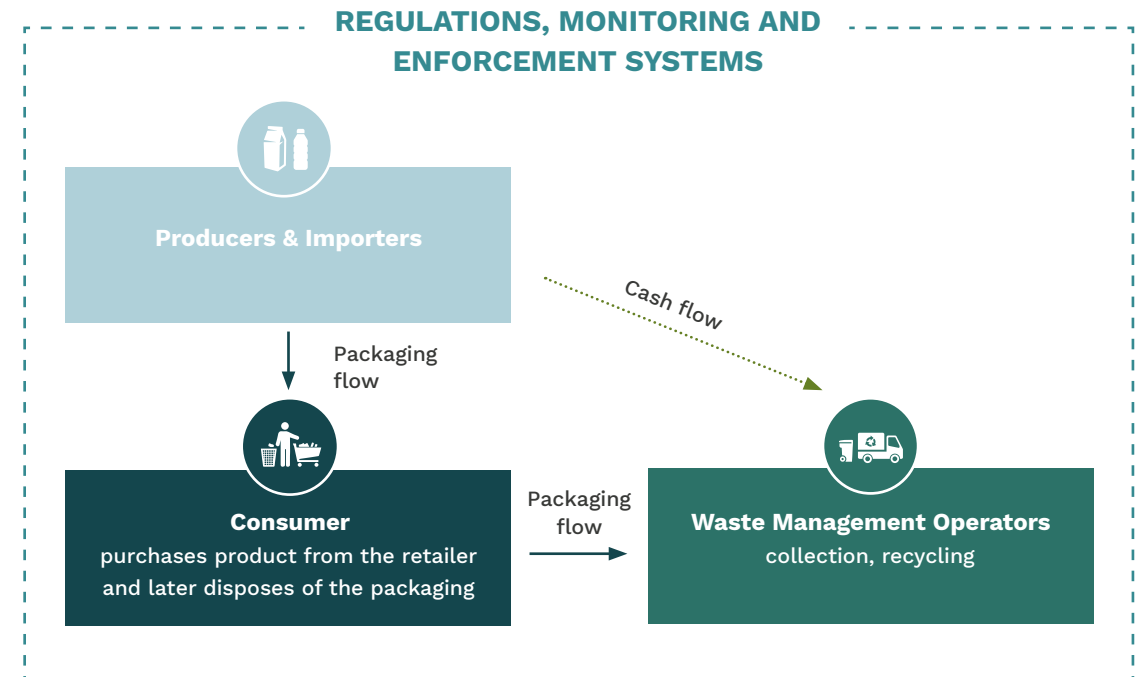 REGULATIONS, MONITORING AND
ENFORCEMENT SYSTEMS
Producers & Importers
Cash flow
Packaging
flow
Consumer
purchases product from the retailer
and later disposes of the packaging
Packaging
flow
Waste Management Operators
collection, recycling